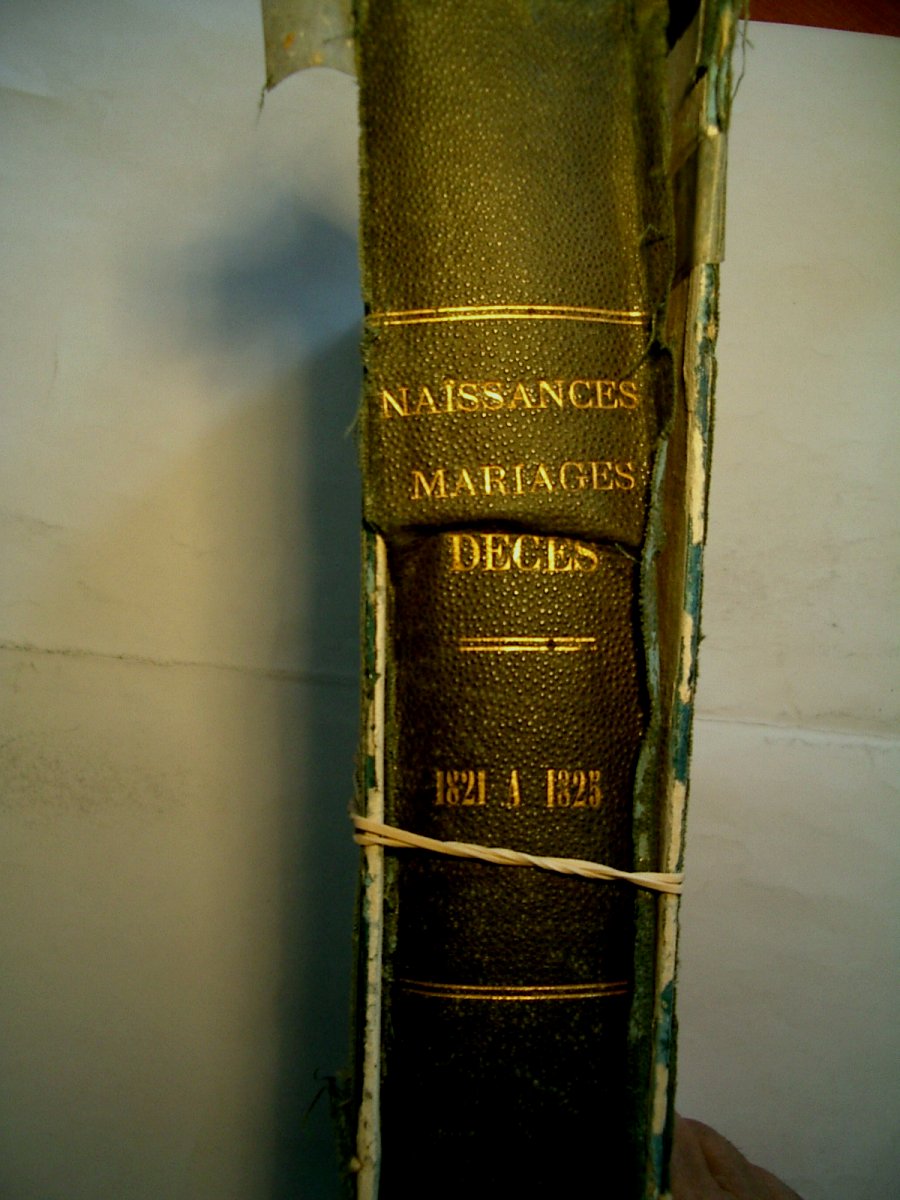 NAISSANCES
MARIAGES
DECES
1821 A 1825